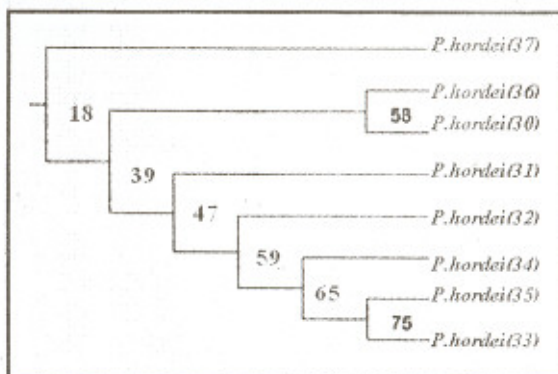 P.hordei(37)
P.hordei(36)
18 58
P.hordei(30)
39 P.hordei(31)
47 P.hordei(32)
59 P.hordei(34)
65 P.hordei(35)
75
P.hordei(33)